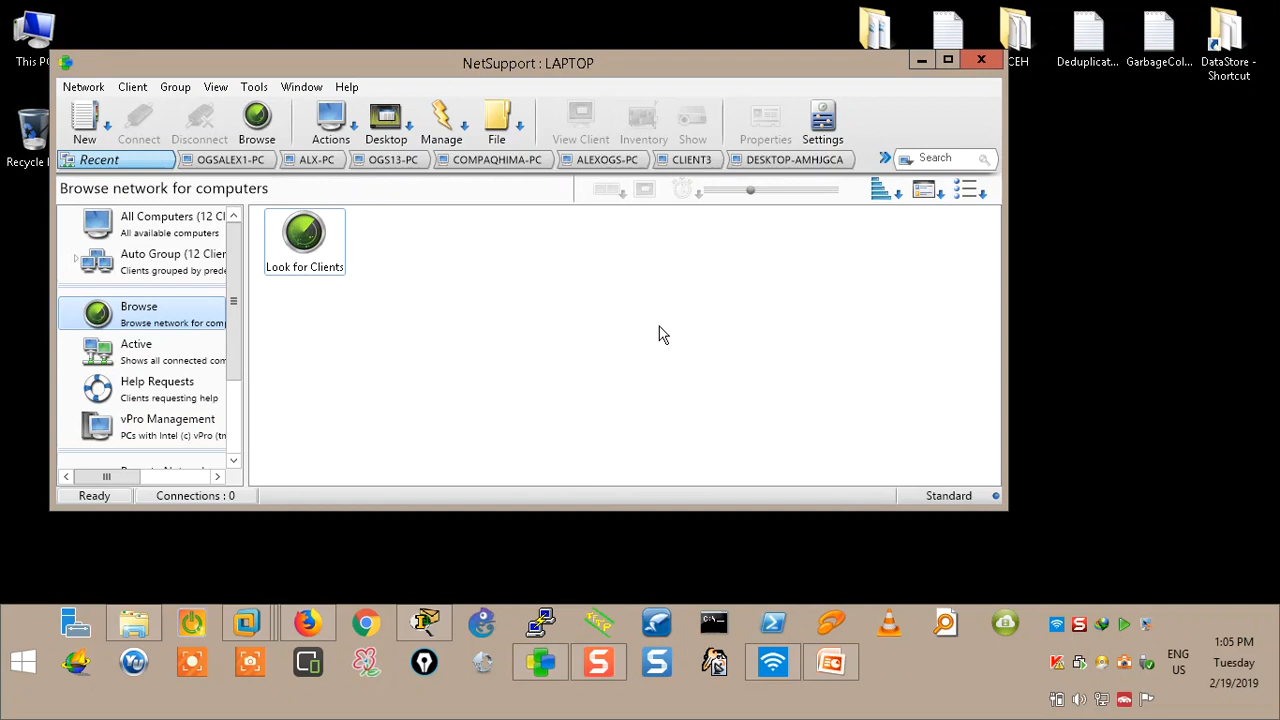 This PC
CEH
Deduplicat...
GarbageCol...
DataStore -
Shortcut
NetSupport : LAPTOP
Network Client Group View Tools Window Help
New Connect Disconnect Browse Actions Desktop Manage File View Client Inventory Show Properties Settings
Recent OGSALEX1-PC ALX-PC OGS13-PC COMPAQHIMA-PC ALEXOGS-PC CLIENT3 DESKTOP-AMHJGCA Search
Recycle
Browse network for computers
All Computers (12 Cl
All available computers
Auto Group (12 Clier
Clients grouped by prede
Browse
Browse network for comp
Active
Shows all connected com
Help Requests
Clients requesting help
vPro Management
PCs with Intel (c) vPro (tm
Look for Clients
Ready
Connections : 0
Standard
ENG
US
1:05 PM
Tuesday
2/19/2019